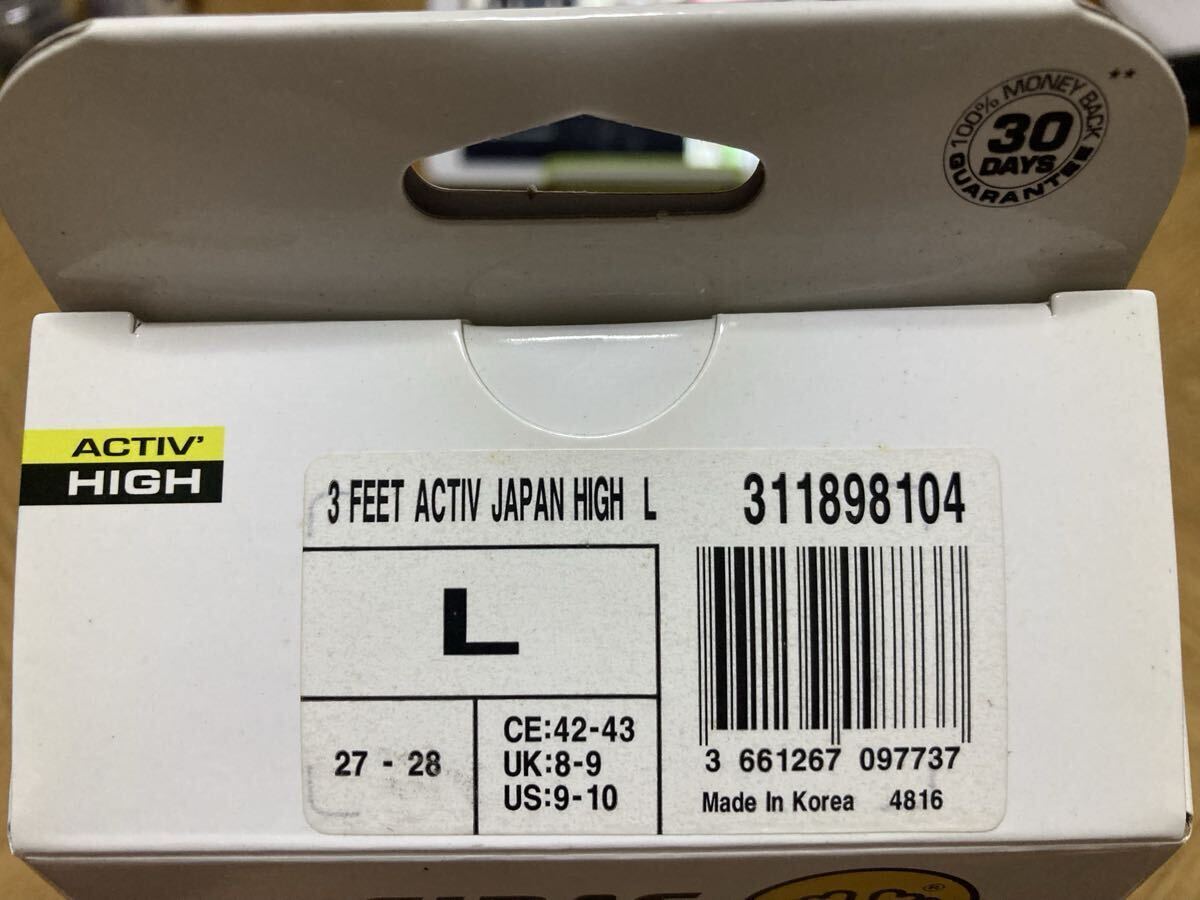 100% MONEY BACK
30
DAYS
GUARANTEE
**
ACTIV'
HIGH
3 FEET ACTIV JAPAN HIGH L
311898104
L
27 - 28
CE:42-43
UK:8-9
US:9-10
3 661267 097737
Made In Korea 4816
®